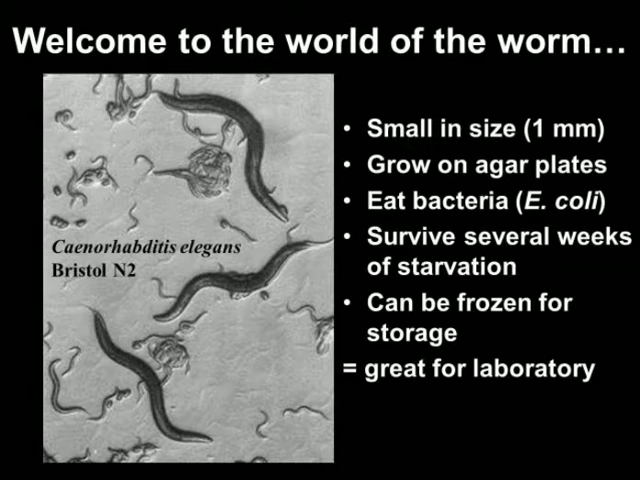 Welcome to the world of the worm…
Caenorhabditis elegans
Bristol N2
• Small in size (1 mm)
• Grow on agar plates
• Eat bacteria (E. coli)
• Survive several weeks
of starvation
• Can be frozen for
storage
= great for laboratory